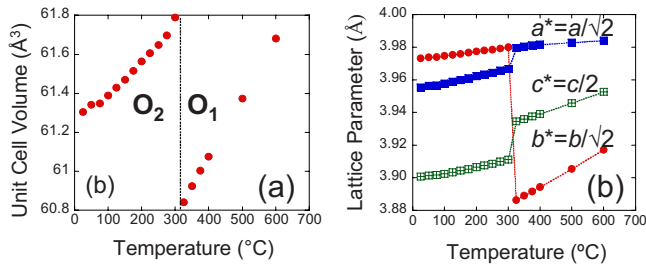 Unit Cell Volume (Å³)
61.8
61.6
61.4
61.2
61
60.8
O₂
O₁
(b)
(a)
0 100 200 300 400 500 600 700
Temperature (°C)
Lattice Parameter (Å)
4.00
3.98
3.96
3.94
3.92
3.90
3.88
a*=a/√2
c*=c/2
b*=b/√2
(b)
0 100 200 300 400 500 600 700
Temperature (ºC)